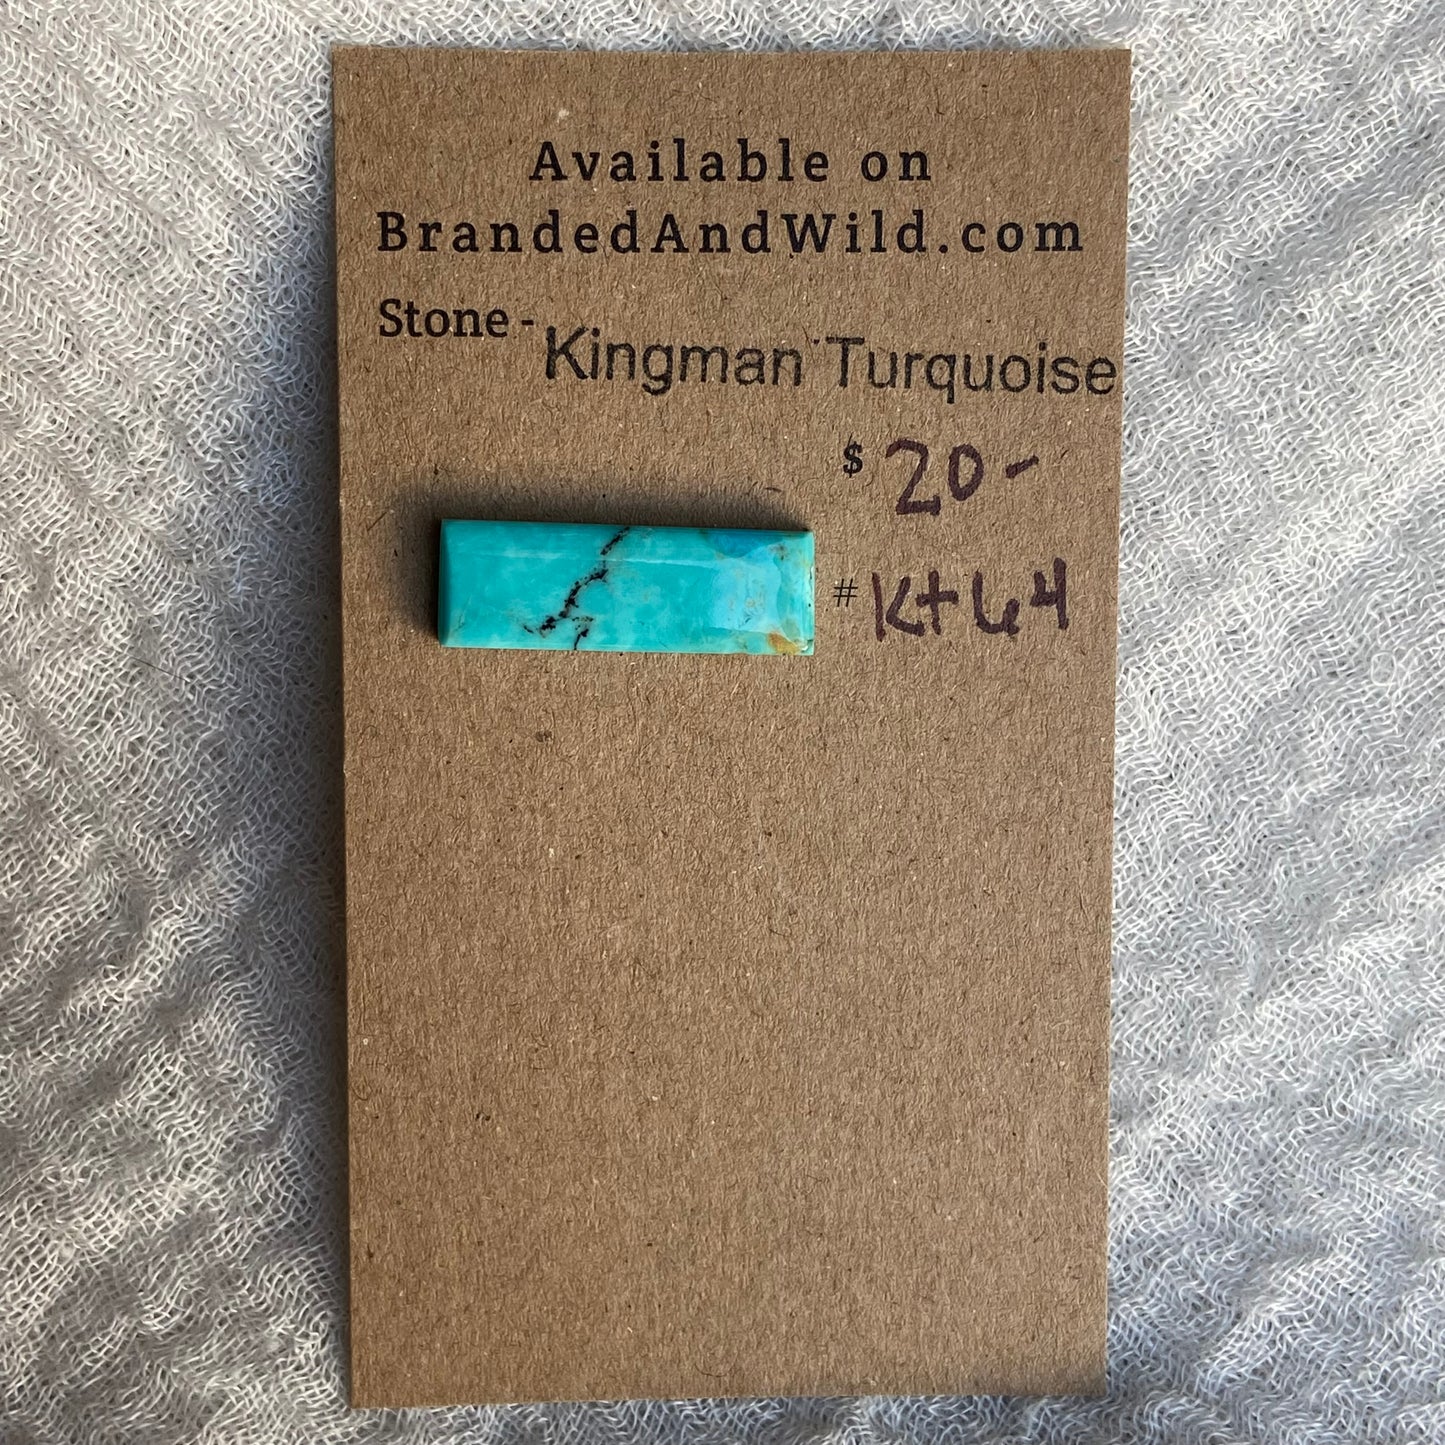 Available on
BrandedAndWild.com
Stone - Kingman Turquoise
$ 20-
# Kt64